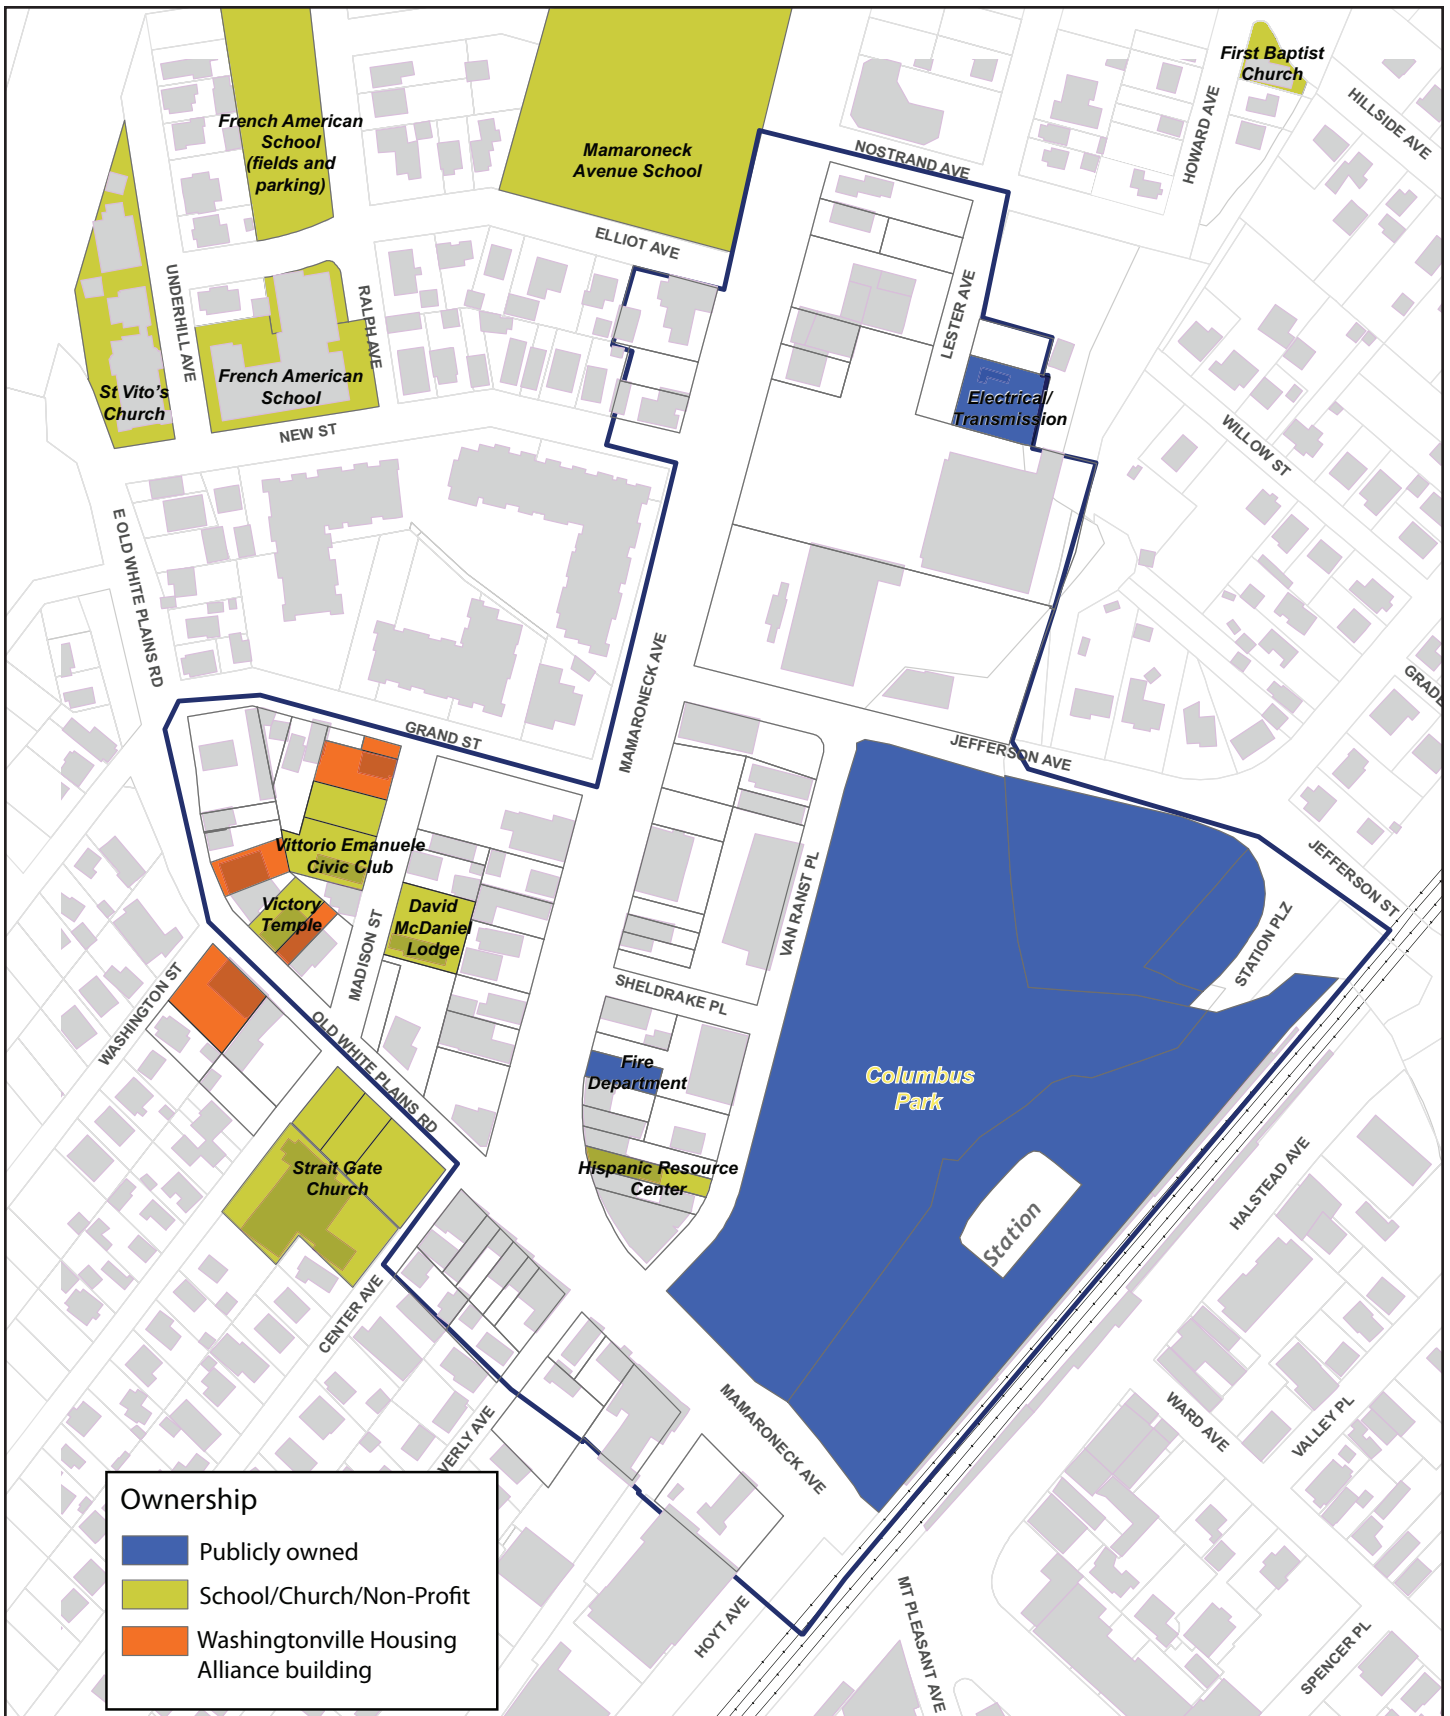 First Baptist
Church
HOWARD AVE
HILLSIDE AVE
French American
School
(fields and
parking)
Mamaroneck
Avenue School
NOSTRAND AVE
ELLIOT AVE
UNDERHILL AVE
RALPH AVE
LESTER AVE
French American
School
St Vito's
Church
Electrical/
Transmission
NEW ST
WILLOW ST
E OLD WHITE PLAINS RD
MAMARONECK AVE
GRAND ST
JEFFERSON AVE
JEFFERSON ST
Vittorio Emanuele
Civic Club
VAN RANST PL
Victory
Temple
David
McDaniel
Lodge
MADISON ST
STATION PLZ
WASHINGTON ST
SHELDRAKE PL
OLD WHITE PLAINS RD
Fire
Department
Columbus
Park
Strait Gate
Church
Hispanic Resource
Center
HALSTEAD AVE
Station
CENTER AVE
MAMARONECK AVE
WARD AVE
VALLEY PL
VERLY AVE
HOYT AVE
MT PLEASANT AVE
SPENCER PL
Ownership
Publicly owned
School/Church/Non-Profit
Washingtonville Housing
Alliance building